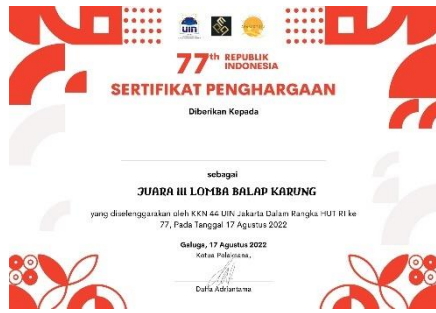 uin
77th REPUBLIK
INDONESIA
SERTIFIKAT PENGHARGAAN
Diberikan Kepada
sebagai
JUARA III LOMBA BALAP KARUNG
yang diselenggarakan oleh KKN 44 UIN Jakarta Dalam Rangka HUT RI ke
77, Pada Tanggal 17 Agustus 2022
Geluga, 17 Agustus 2022
Ketua Pelaksana,
Daffa Adriantama